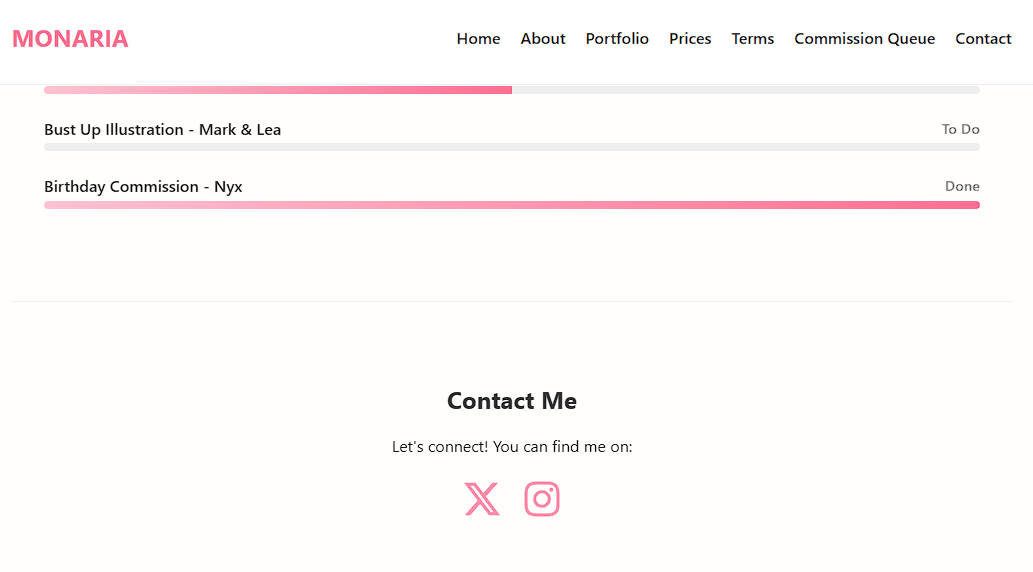 MONARIA
Home About Portfolio Prices Terms Commission Queue Contact
Bust Up Illustration - Mark & Lea To Do
Birthday Commission - Nyx Done
Contact Me
Let's connect! You can find me on: